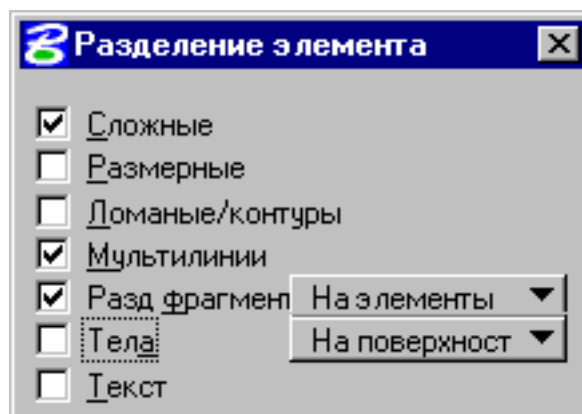 Разделение элемента
Сложные
Размерные
Ломаные/контуры
Мультилинии
Разд фрагмент На элементы
Тела На поверхност
Текст